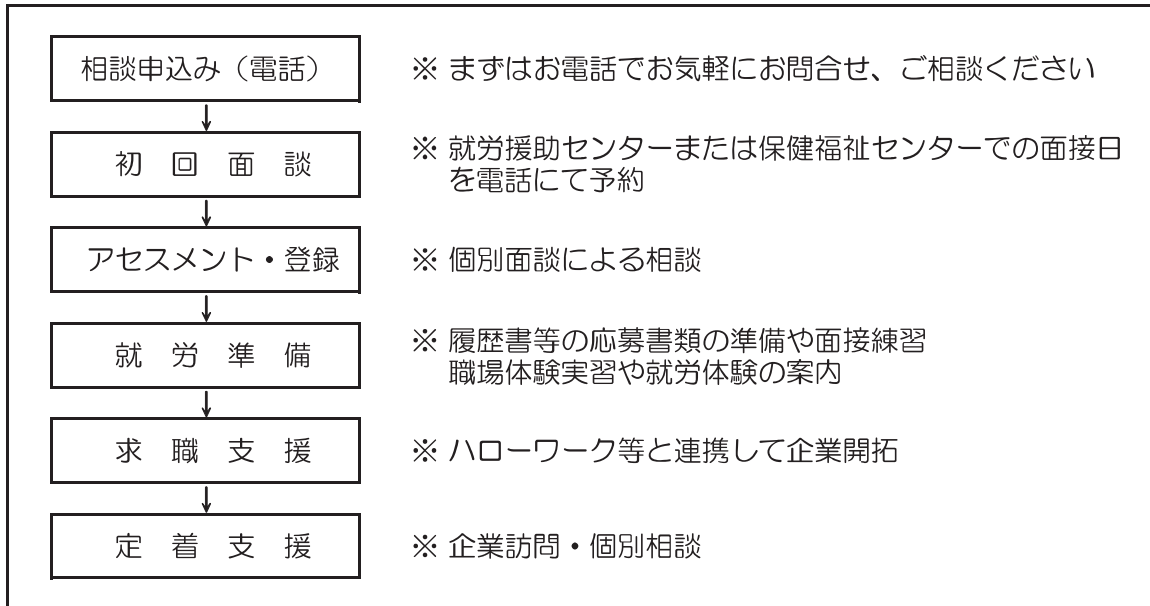 相談申込み（電話）
※ まずはお電話でお気軽にお問合せ、ご相談ください
初回面談
※ 就労援助センターまたは保健福祉センターでの面接日
を電話にて予約
アセスメント・登録
※ 個別面談による相談
就労準備
※ 履歴書等の応募書類の準備や面接練習
職場体験実習や就労体験の案内
求職支援
※ ハローワーク等と連携して企業開拓
定着支援
※ 企業訪問・個別相談